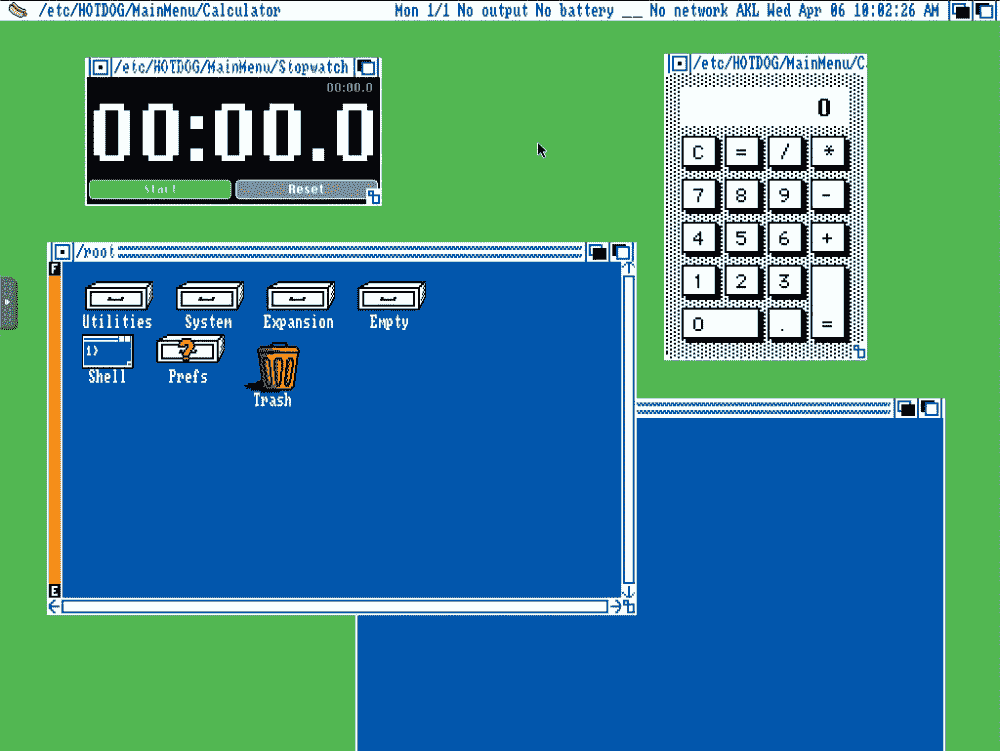 /etc/HOTDOG/MainMenu/Calculator Mon 1/1 No output No battery __ No network AKL Wed Apr 06 10:02:26 AM
/etc/HOTDOG/MainMenu/Stopwatch
00:00.0
00:00.0
Start Reset
/etc/HOTDOG/MainMenu/C
0
C = / *
7 8 9 -
4 5 6 +
1 2 3
0 . =
/root
F
Utilities System Expansion Empty
1>
?
Shell Prefs
Trash
E